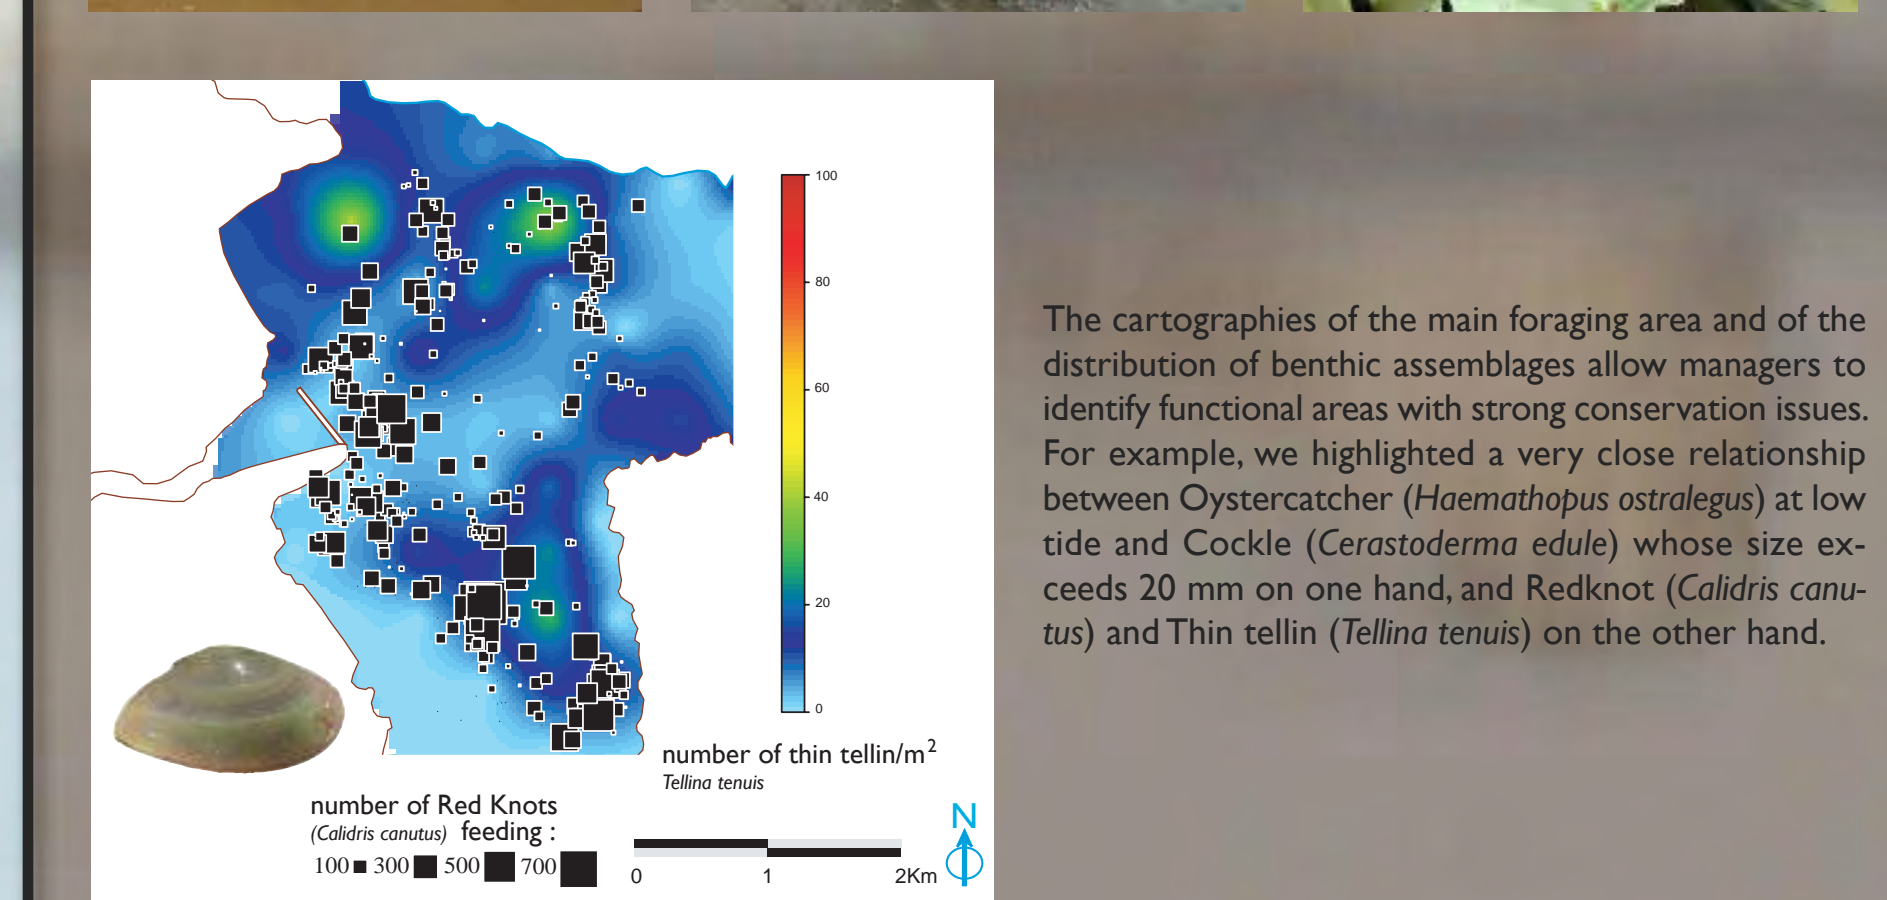 100
80
60
40
20
0
number of thin tellin/m²
Tellina tenuis
number of Red Knots
(Calidris canutus) feeding :
100 300 500 700
0 1 2Km
N
The cartographies of the main foraging area and of the
distribution of benthic assemblages allow managers to
identify functional areas with strong conservation issues.
For example, we highlighted a very close relationship
between Oystercatcher (Haemathopus ostralegus) at low
tide and Cockle (Cerastoderma edule) whose size ex-
ceeds 20 mm on one hand, and Redknot (Calidris canu-
tus) and Thin tellin (Tellina tenuis) on the other hand.